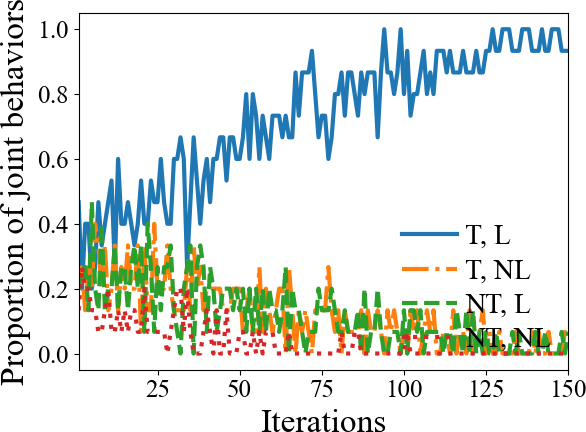 Proportion of joint behaviors
1.0
0.8
0.6
0.4
0.2
0.0
T, L
T, NL
NT, L
NT, NL
25
50
75
100
125
150
Iterations